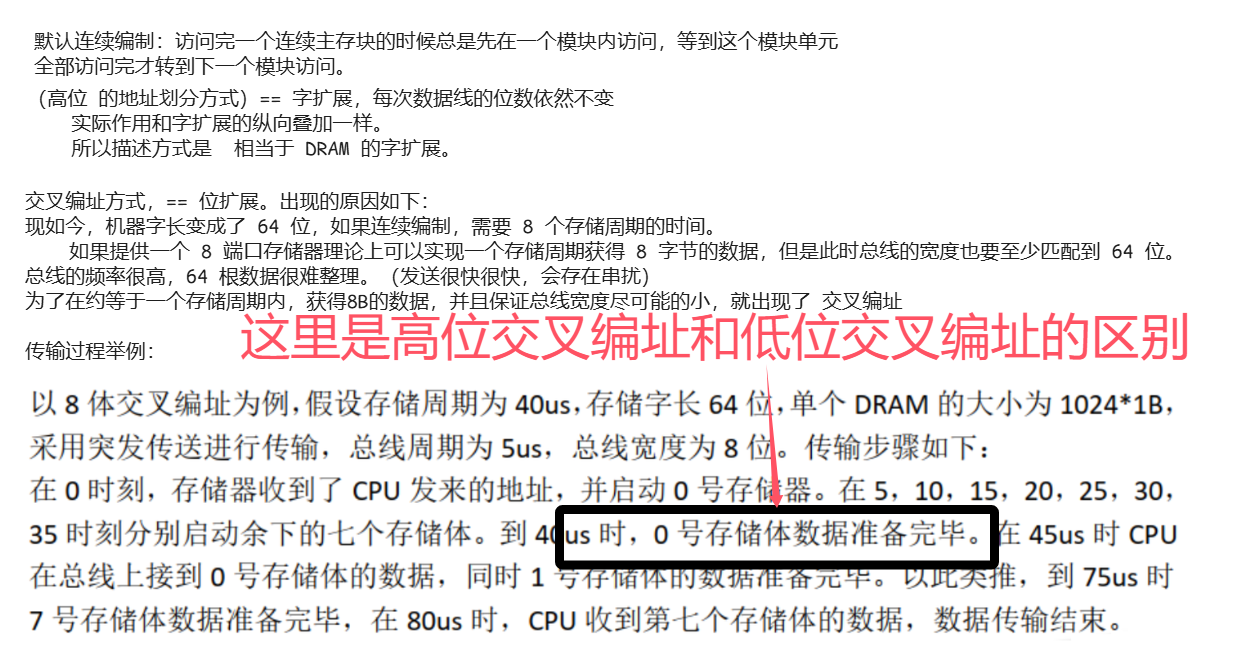 默认连续编制：访问完一个连续主存块的时候总是先在一个模块内访问，等到这个模块单元
全部访问完才转到下一个模块访问。
（高位 的地址划分方式）== 字扩展，每次数据线的位数依然不变
实际作用和字扩展的纵向叠加一样。
所以描述方式是 相当于 DRAM 的字扩展。
交叉编址方式，== 位扩展。出现的原因如下：
现如今，机器字长变成了 64 位，如果连续编制，需要 8 个存储周期的时间。
如果提供一个 8 端口存储器理论上可以实现一个存储周期获得 8 字节的数据，但是此时总线的宽度也要至少匹配到 64 位。
总线的频率很高，64 根数据很难整理。（发送很快很快，会存在串扰）
为了在约等于一个存储周期内，获得8B的数据，并且保证总线宽度尽可能的小，就出现了 交叉编址
这里是高位交叉编址和低位交叉编址的区别
传输过程举例：
以 8 体交叉编址为例，假设存储周期为 40us，存储字长 64 位，单个 DRAM 的大小为 1024*1B，
采用突发传送进行传输，总线周期为 5us，总线宽度为 8 位。传输步骤如下：
在 0 时刻，存储器收到了 CPU 发来的地址，并启动 0 号存储器。在 5，10，15，20，25，30，
35 时刻分别启动余下的七个存储体。到 40us 时，0 号存储体数据准备完毕。在 45us 时 CPU
在总线上接到 0 号存储体的数据，同时 1 号存储体的数据准备完毕。以此类推，到 75us 时
7 号存储体数据准备完毕，在 80us 时，CPU 收到第七个存储体的数据，数据传输结束。